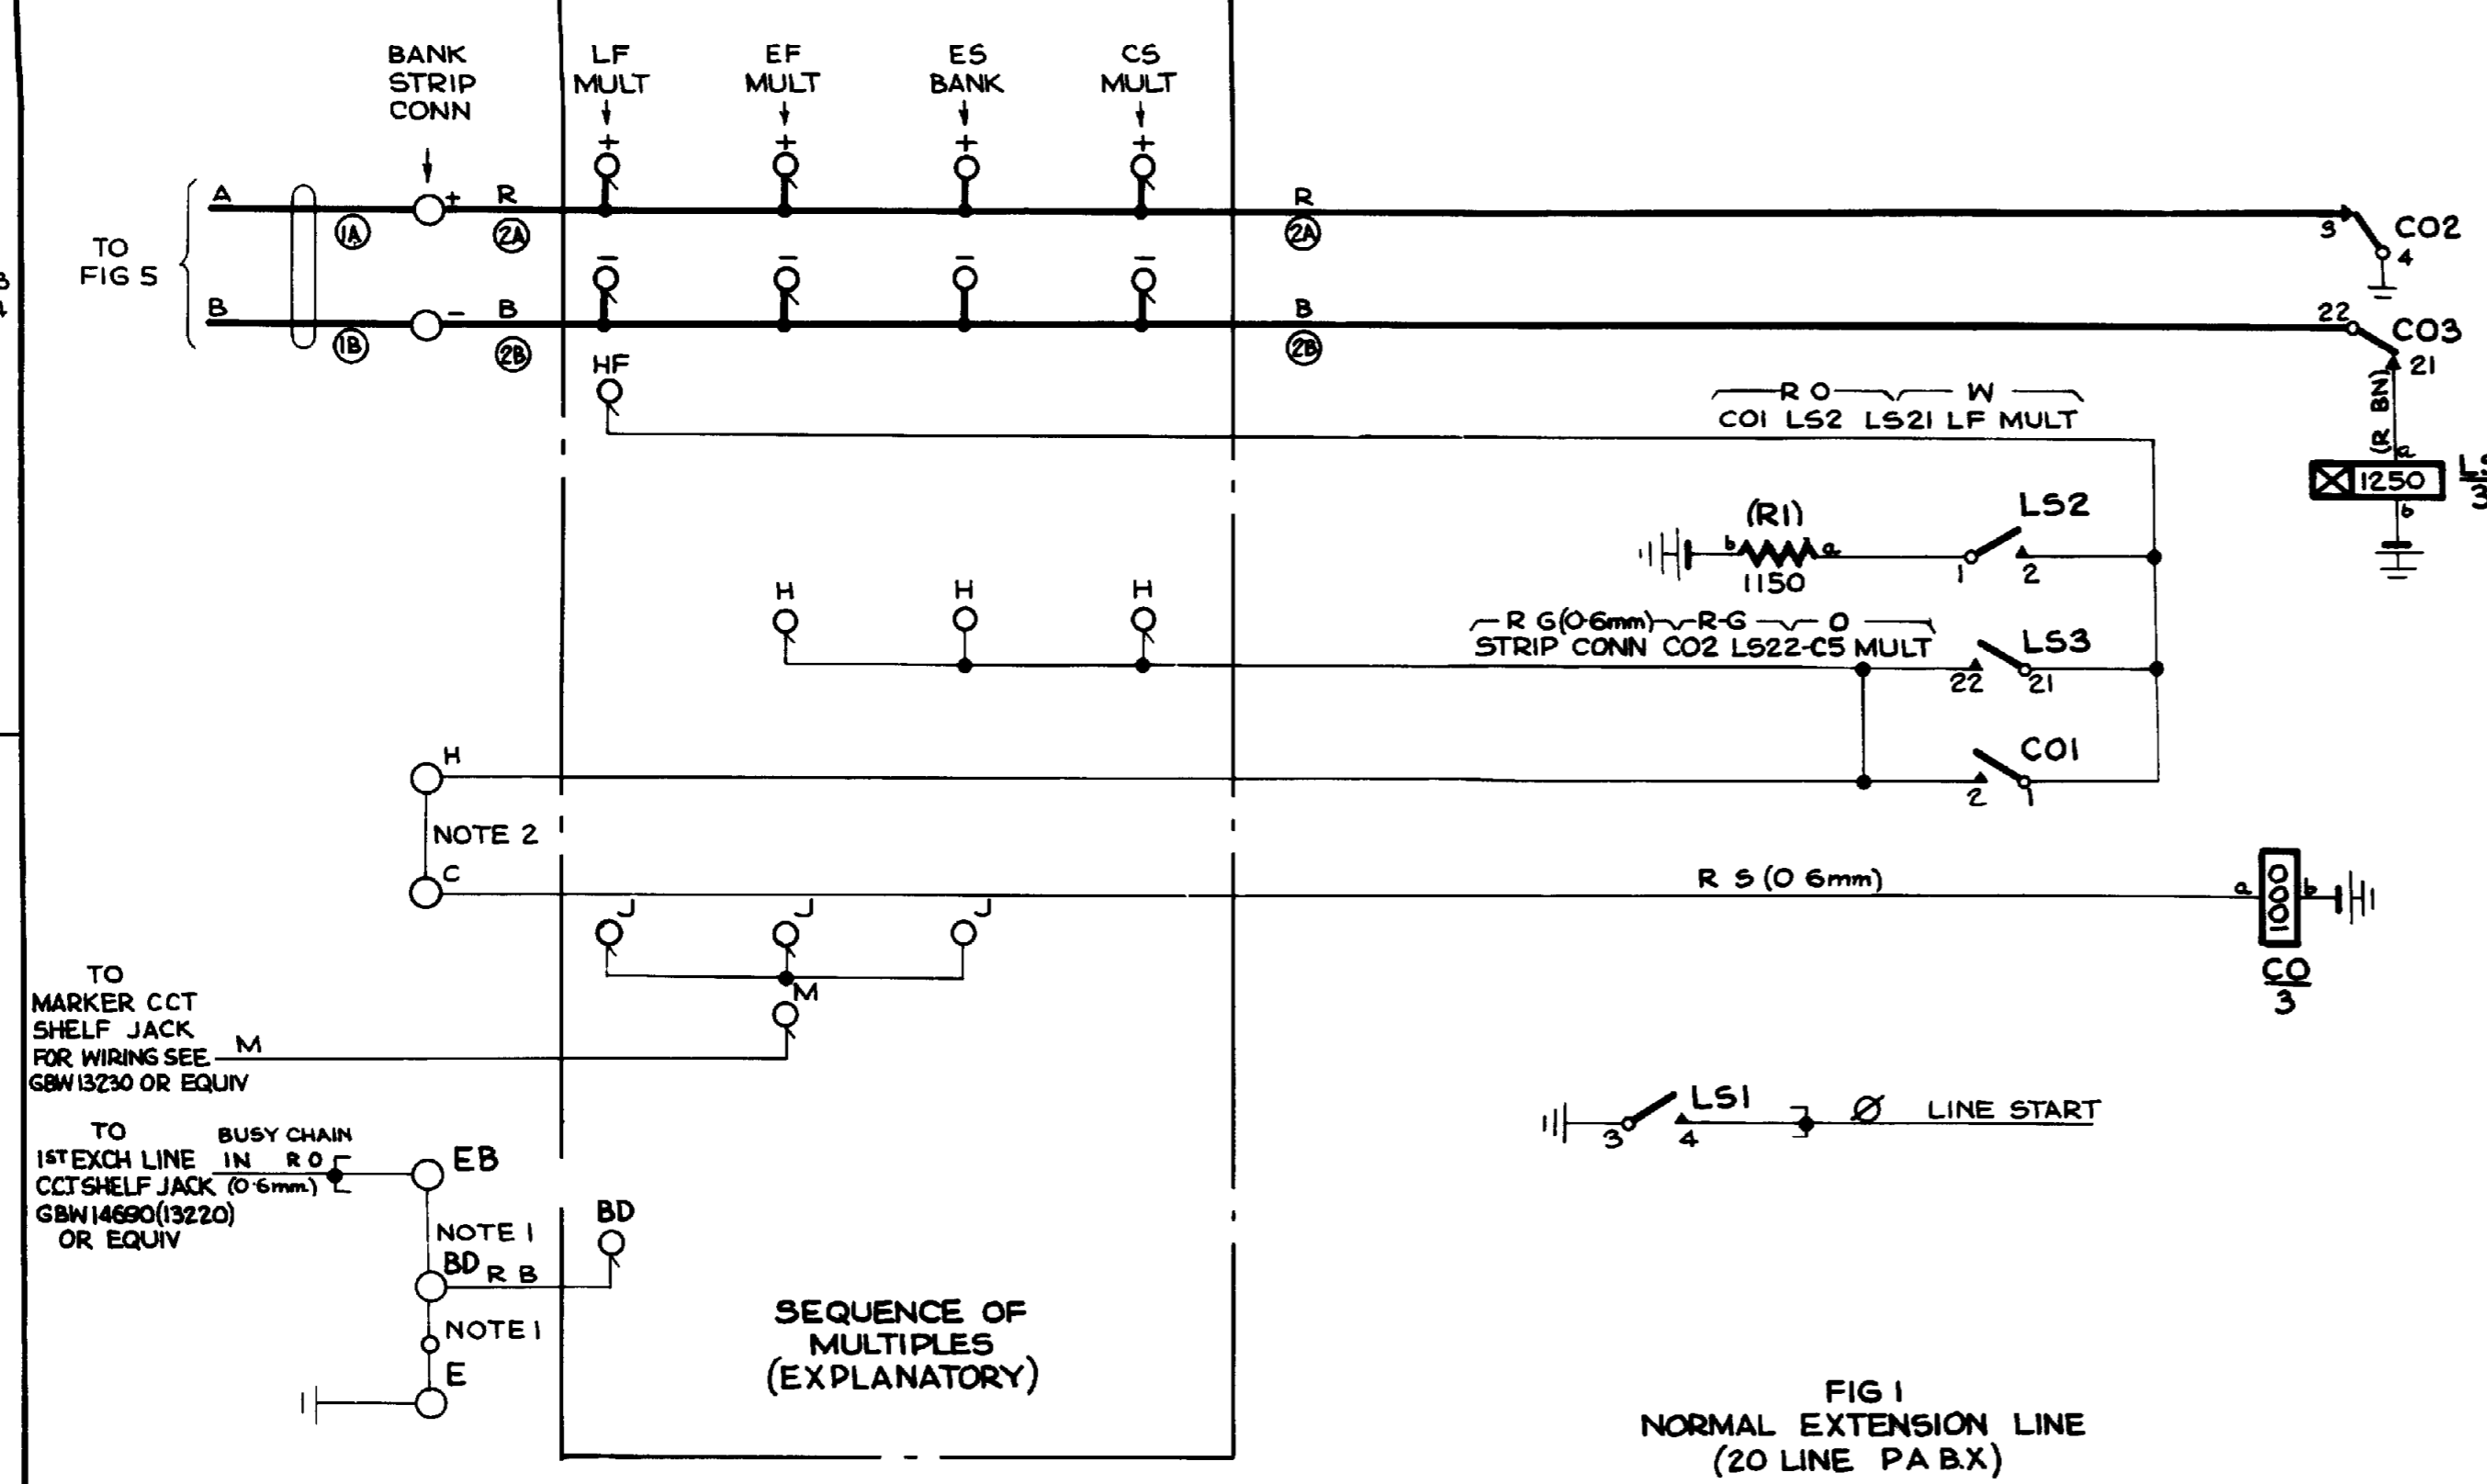 BANK
STRIP
CONN
LF
MULT
EF
MULT
ES
BANK
CS
MULT
+ + + +
A
+
R
R
1A
2A
2A
3
CO2
4
TO
FIG 5
– – – –
B
–
B
B
1B
2B
2B
22
CO3
21
HF
R O W
CO1 LS2 LS21 LF MULT
(R BN)
a
1250
b
3
(R1)
b a
1150
LS2
1 2
H H H
R G(0·6mm) R-G O
STRIP CONN CO2 LS22-CS MULT
LS3
22 21
H
CO1
2 1
NOTE 2
C
R S (0 6mm)
a
1000
b
CO
3
J J J
M
TO
MARKER CCT
SHELF JACK
FOR WIRING SEE
GBW 13230 OR EQUIV
M
LS1
3 4
Ø LINE START
TO
1ST EXCH LINE
CCT SHELF JACK
GBW 14690(13220)
OR EQUIV
BUSY CHAIN
IN R O
(0·6mm)
EB
NOTE 1
BD
R B
BD
NOTE 1
E
SEQUENCE OF
MULTIPLES
(EXPLANATORY)
FIG 1
NORMAL EXTENSION LINE
(20 LINE P A B.X)